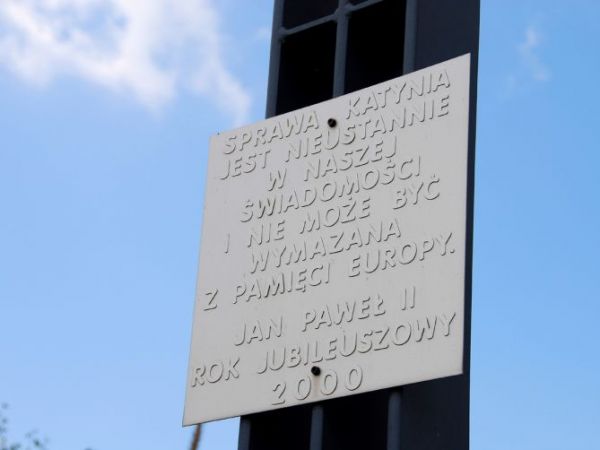 SPRAWA KATYNIA
JEST NIEUSTANNIE
W NASZEJ
ŚWIADOMOŚCI
I NIE MOŻE BYĆ
WYMAZANA
Z PAMIĘCI EUROPY.
JAN PAWEŁ II
ROK JUBILEUSZOWY
2000